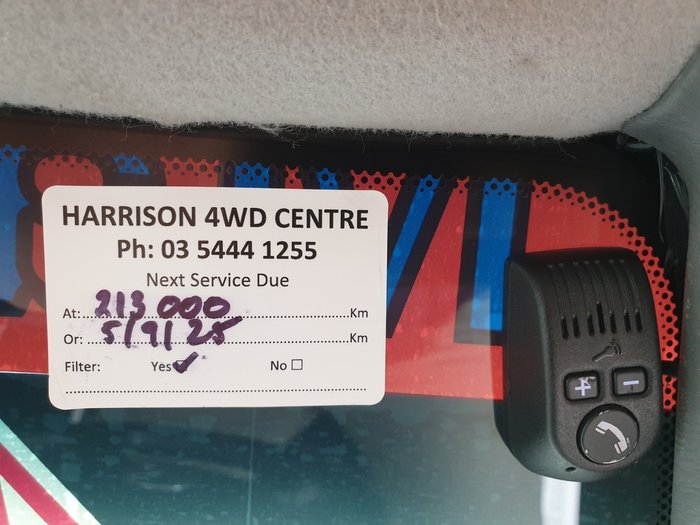 HARRISON 4WD CENTRE
Ph: 03 5444 1255
Next Service Due
At: 213 000 Km
Or: 5/9/25 Km
Filter: Yes ✓ No ☐